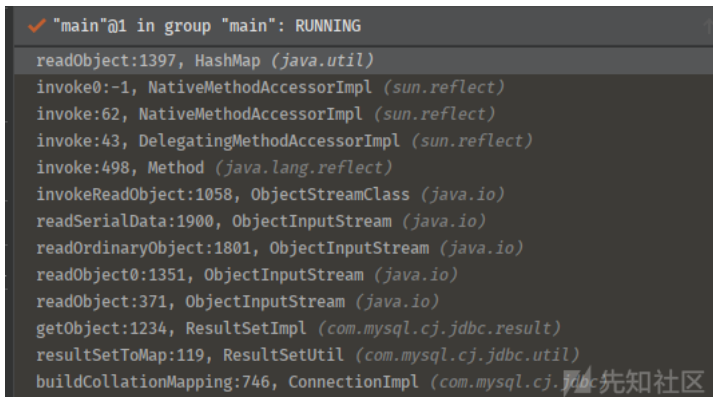 "main"@1 in group "main": RUNNING
readObject:1397, HashMap (java.util)
invoke0:-1, NativeMethodAccessorImpl (sun.reflect)
invoke:62, NativeMethodAccessorImpl (sun.reflect)
invoke:43, DelegatingMethodAccessorImpl (sun.reflect)
invoke:498, Method (java.lang.reflect)
invokeReadObject:1058, ObjectStreamClass (java.io)
readSerialData:1900, ObjectInputStream (java.io)
readOrdinaryObject:1801, ObjectInputStream (java.io)
readObject0:1351, ObjectInputStream (java.io)
readObject:371, ObjectInputStream (java.io)
getObject:1234, ResultSetImpl (com.mysql.cj.jdbc.result)
resultSetToMap:119, ResultSetUtil (com.mysql.cj.jdbc.util)
buildCollationMapping:746, ConnectionImpl (com.mysql.cj.jdbc
先知社区